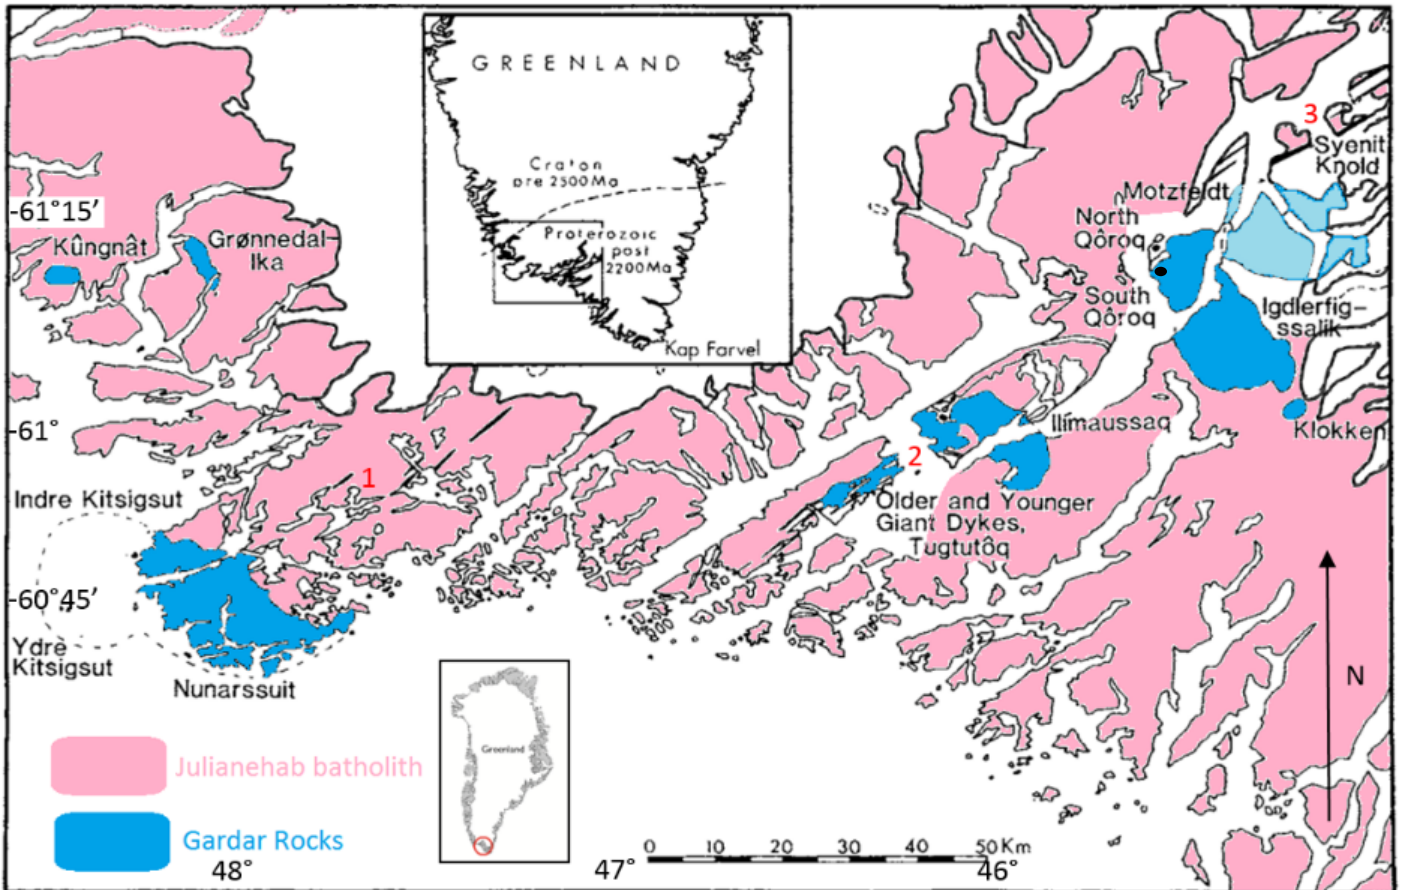 GREENLAND
Craton
pre 2500Ma
Proterozoic
post
2200Ma
Kap Farvel
3
Syenit
Knold
Motzfeldt
North
Qôroq
South
Qôroq
Igdlerfig-
ssalik
Klokken
-61°15’
Kûngnât
Grønnedal-
Ika
-61°
1
2
Ilímaussaq
Older and Younger
Giant Dykes,
Tugtutôq
Indre Kitsigsut
-60°45’
Ydre
Kitsigsut
Nunarssuit
N
Greenland
Julianehab batholith
Gardar Rocks
0 10 20 30 40 50 Km
48°
47°
46°